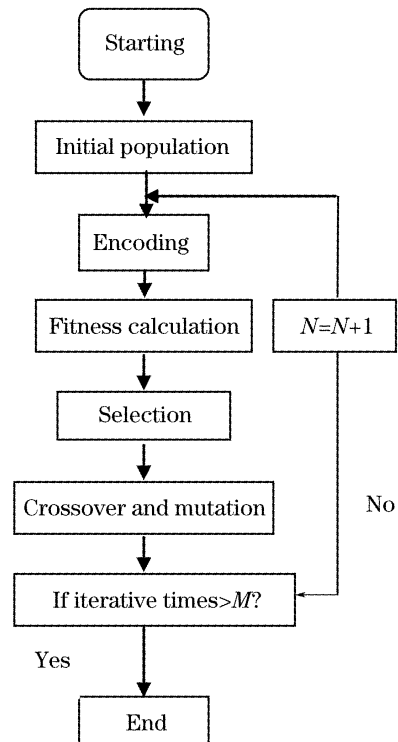 Starting
Initial population
Encoding
Fitness calculation
N=N+1
Selection
Crossover and mutation
No
If iterative times>M?
Yes
End